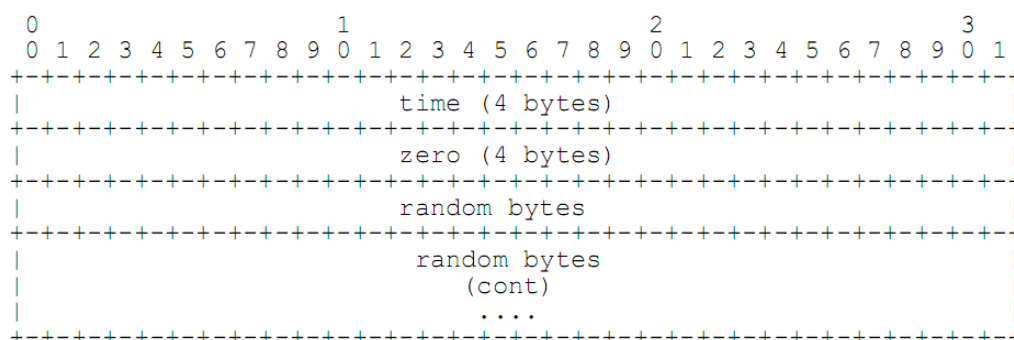 0                   1                   2                   3
0 1 2 3 4 5 6 7 8 9 0 1 2 3 4 5 6 7 8 9 0 1 2 3 4 5 6 7 8 9 0 1
+-+-+-+-+-+-+-+-+-+-+-+-+-+-+-+-+-+-+-+-+-+-+-+-+-+-+-+-+-+-+-+-
| time (4 bytes)
+-+-+-+-+-+-+-+-+-+-+-+-+-+-+-+-+-+-+-+-+-+-+-+-+-+-+-+-+-+-+-+-
| zero (4 bytes)
+-+-+-+-+-+-+-+-+-+-+-+-+-+-+-+-+-+-+-+-+-+-+-+-+-+-+-+-+-+-+-+-
| random bytes
+-+-+-+-+-+-+-+-+-+-+-+-+-+-+-+-+-+-+-+-+-+-+-+-+-+-+-+-+-+-+-+-
| random bytes
| (cont)
| ....
+-+-+-+-+-+-+-+-+-+-+-+-+-+-+-+-+-+-+-+-+-+-+-+-+-+-+-+-+-+-+-+-